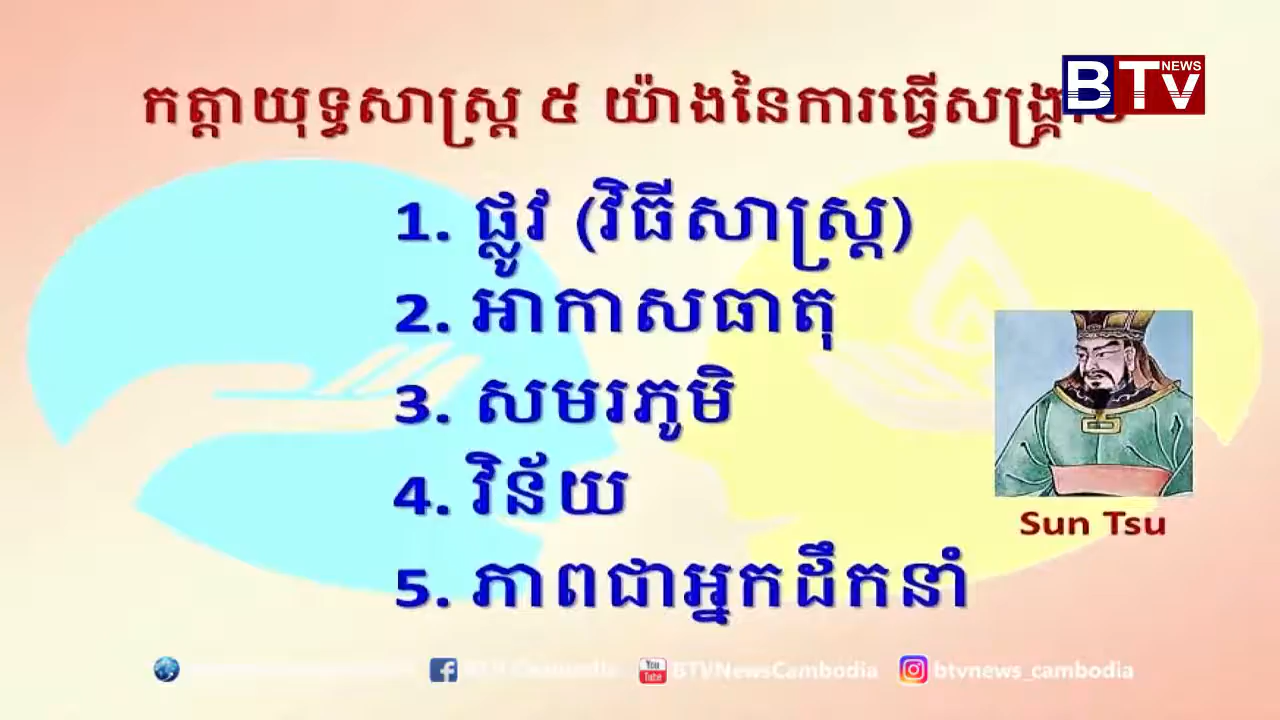 BTV NEWS
កត្តាយុទ្ធសាស្ត្រ ៥ យ៉ាងនៃការធ្វើសង្គ្រាម
1. ផ្លូវ (វិធីសាស្ត្រ)
2. អាកាសធាតុ
3. សមរភូមិ
4. វិន័យ
5. ភាពជាអ្នកដឹកនាំ
Sun Tsu
BTV Cambodia
BTVNewsCambodia
btvnews_cambodia